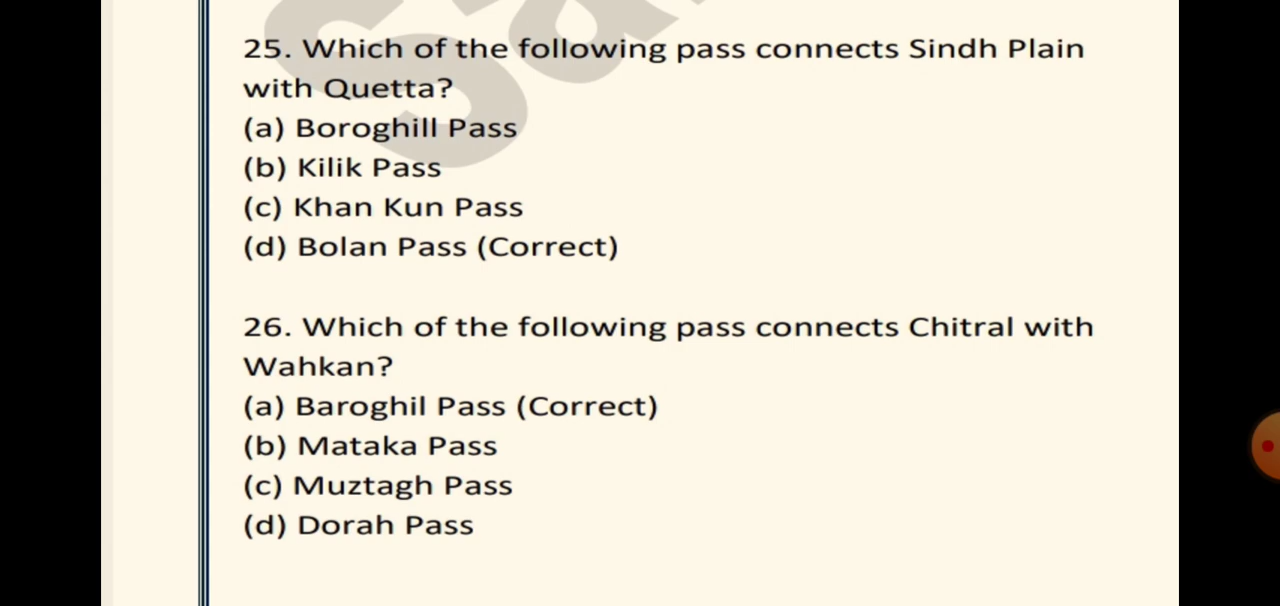 25. Which of the following pass connects Sindh Plain
with Quetta?
(a) Boroghill Pass
(b) Kilik Pass
(c) Khan Kun Pass
(d) Bolan Pass (Correct)
26. Which of the following pass connects Chitral with
Wahkan?
(a) Baroghil Pass (Correct)
(b) Mataka Pass
(c) Muztagh Pass
(d) Dorah Pass